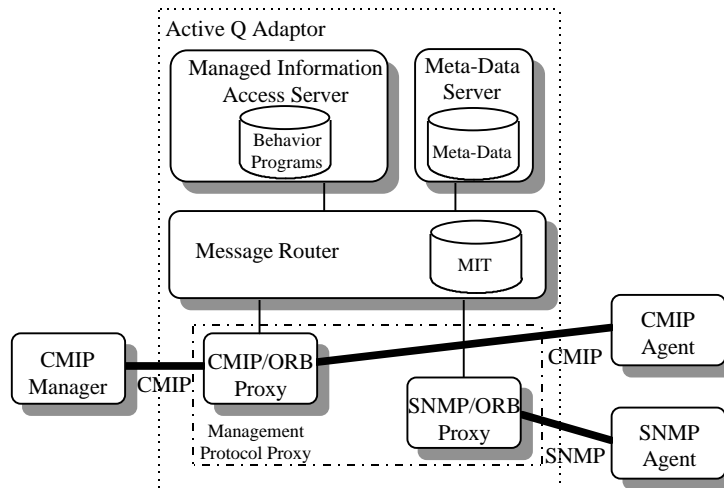 Active Q Adaptor
Managed Information
Access Server
Behavior
Programs
Meta-Data
Server
Meta-Data
Message Router
MIT
CMIP
Manager
CMIP
CMIP/ORB
Proxy
CMIP
CMIP
Agent
SNMP/ORB
Proxy
Management
Protocol Proxy
SNMP
SNMP
Agent